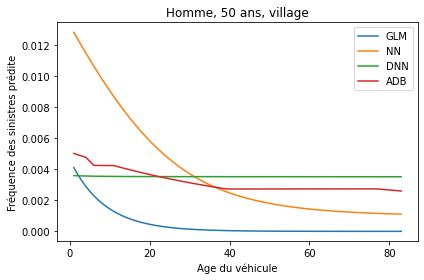 Homme, 50 ans, village
GLM
NN
DNN
ADB
Fréquence des sinistres prédite
0.012
0.010
0.008
0.006
0.004
0.002
0.000
0 20 40 60 80
Age du véhicule